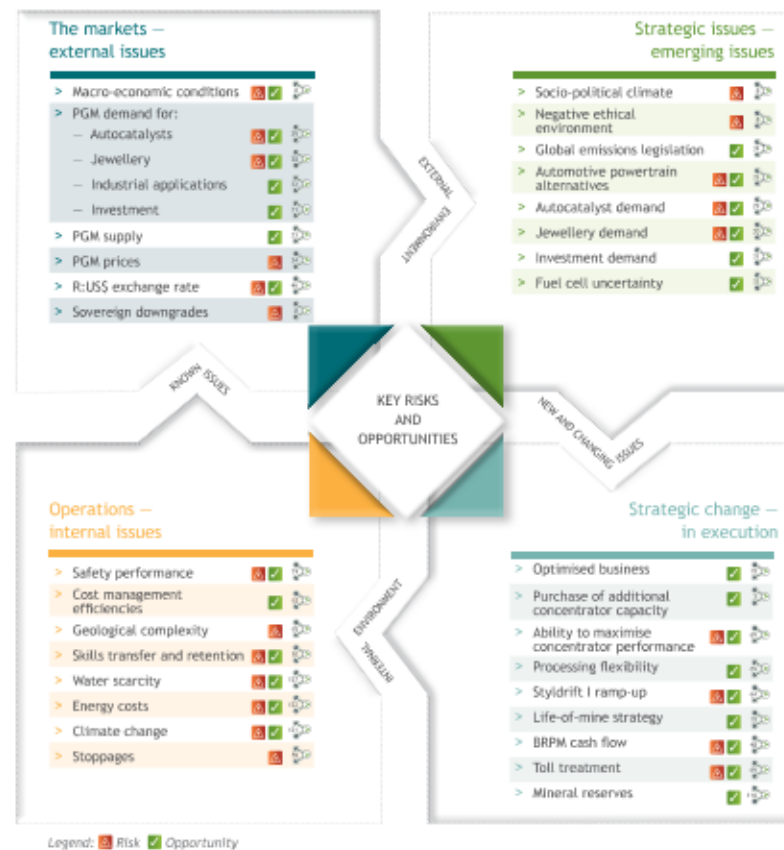 The markets —
external issues
> Macro-economic conditions
> PGM demand for:
— Autocatalysts
— Jewellery
— Industrial applications
— Investment
> PGM supply
> PGM prices
> R:US$ exchange rate
> Sovereign downgrades
Strategic issues —
emerging issues
> Socio-political climate
> Negative ethical
environment
> Global emissions legislation
> Automotive powertrain
alternatives
> Autocatalyst demand
> Jewellery demand
> Investment demand
> Fuel cell uncertainty
EXTERNAL
ENVIRONMENT
KNOWN ISSUES
KEY RISKS
AND
OPPORTUNITIES
NEW AND CHANGING ISSUES
Operations —
internal issues
> Safety performance
> Cost management
efficiencies
> Geological complexity
> Skills transfer and retention
> Water scarcity
> Energy costs
> Climate change
> Stoppages
INTERNAL
ENVIRONMENT
Strategic change —
in execution
> Optimised business
> Purchase of additional
concentrator capacity
> Ability to maximise
concentrator performance
> Processing flexibility
> Styldrift I ramp-up
> Life-of-mine strategy
> BRPM cash flow
> Toll treatment
> Mineral reserves
Legend: Risk Opportunity